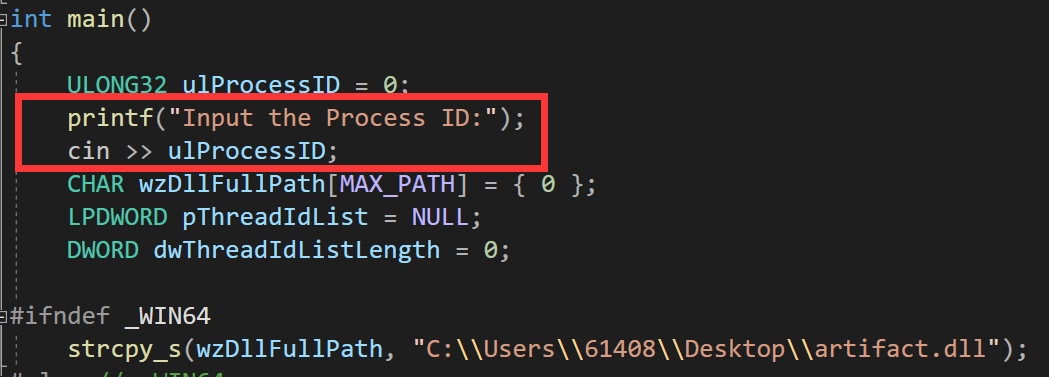 int main()
{
ULONG32 ulProcessID = 0;
printf("Input the Process ID:");
cin >> ulProcessID;
CHAR wzDllFullPath[MAX_PATH] = { 0 };
LPDWORD pThreadIdList = NULL;
DWORD dwThreadIdListLength = 0;
#ifndef _WIN64
strcpy_s(wzDllFullPath, "C:\\Users\\61408\\Desktop\\artifact.dll");